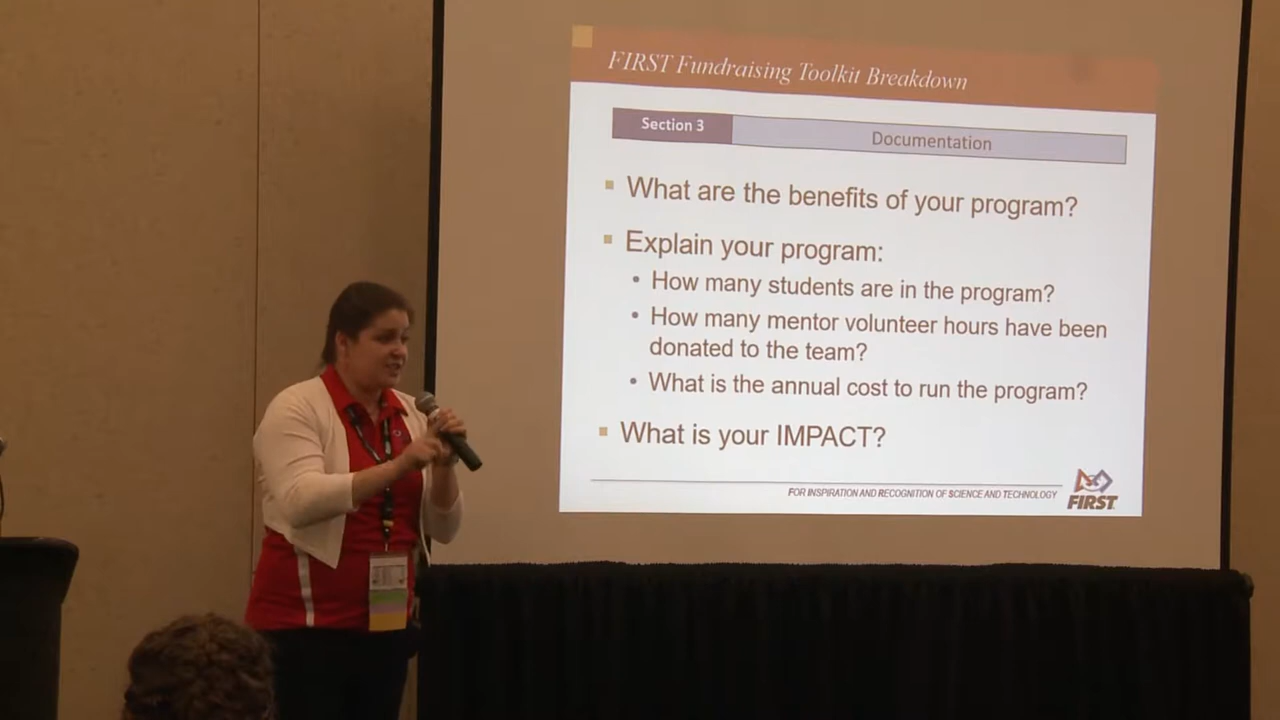 FIRST Fundraising Toolkit Breakdown
Section 3
Documentation
What are the benefits of your program?
Explain your program:
How many students are in the program?
How many mentor volunteer hours have been
donated to the team?
What is the annual cost to run the program?
What is your IMPACT?
FOR INSPIRATION AND RECOGNITION OF SCIENCE AND TECHNOLOGY
FIRST